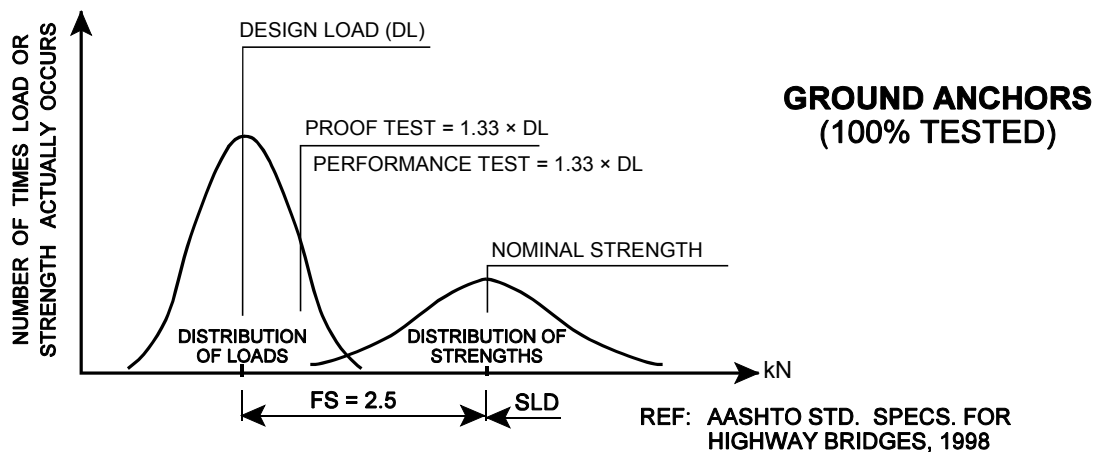 NUMBER OF TIMES LOAD OR
STRENGTH ACTUALLY OCCURS
DESIGN LOAD (DL)
GROUND ANCHORS
(100% TESTED)
PROOF TEST = 1.33 × DL
PERFORMANCE TEST = 1.33 × DL
NOMINAL STRENGTH
DISTRIBUTION
OF LOADS
DISTRIBUTION OF
STRENGTHS
kN
FS = 2.5
SLD
REF: AASHTO STD. SPECS. FOR
HIGHWAY BRIDGES, 1998